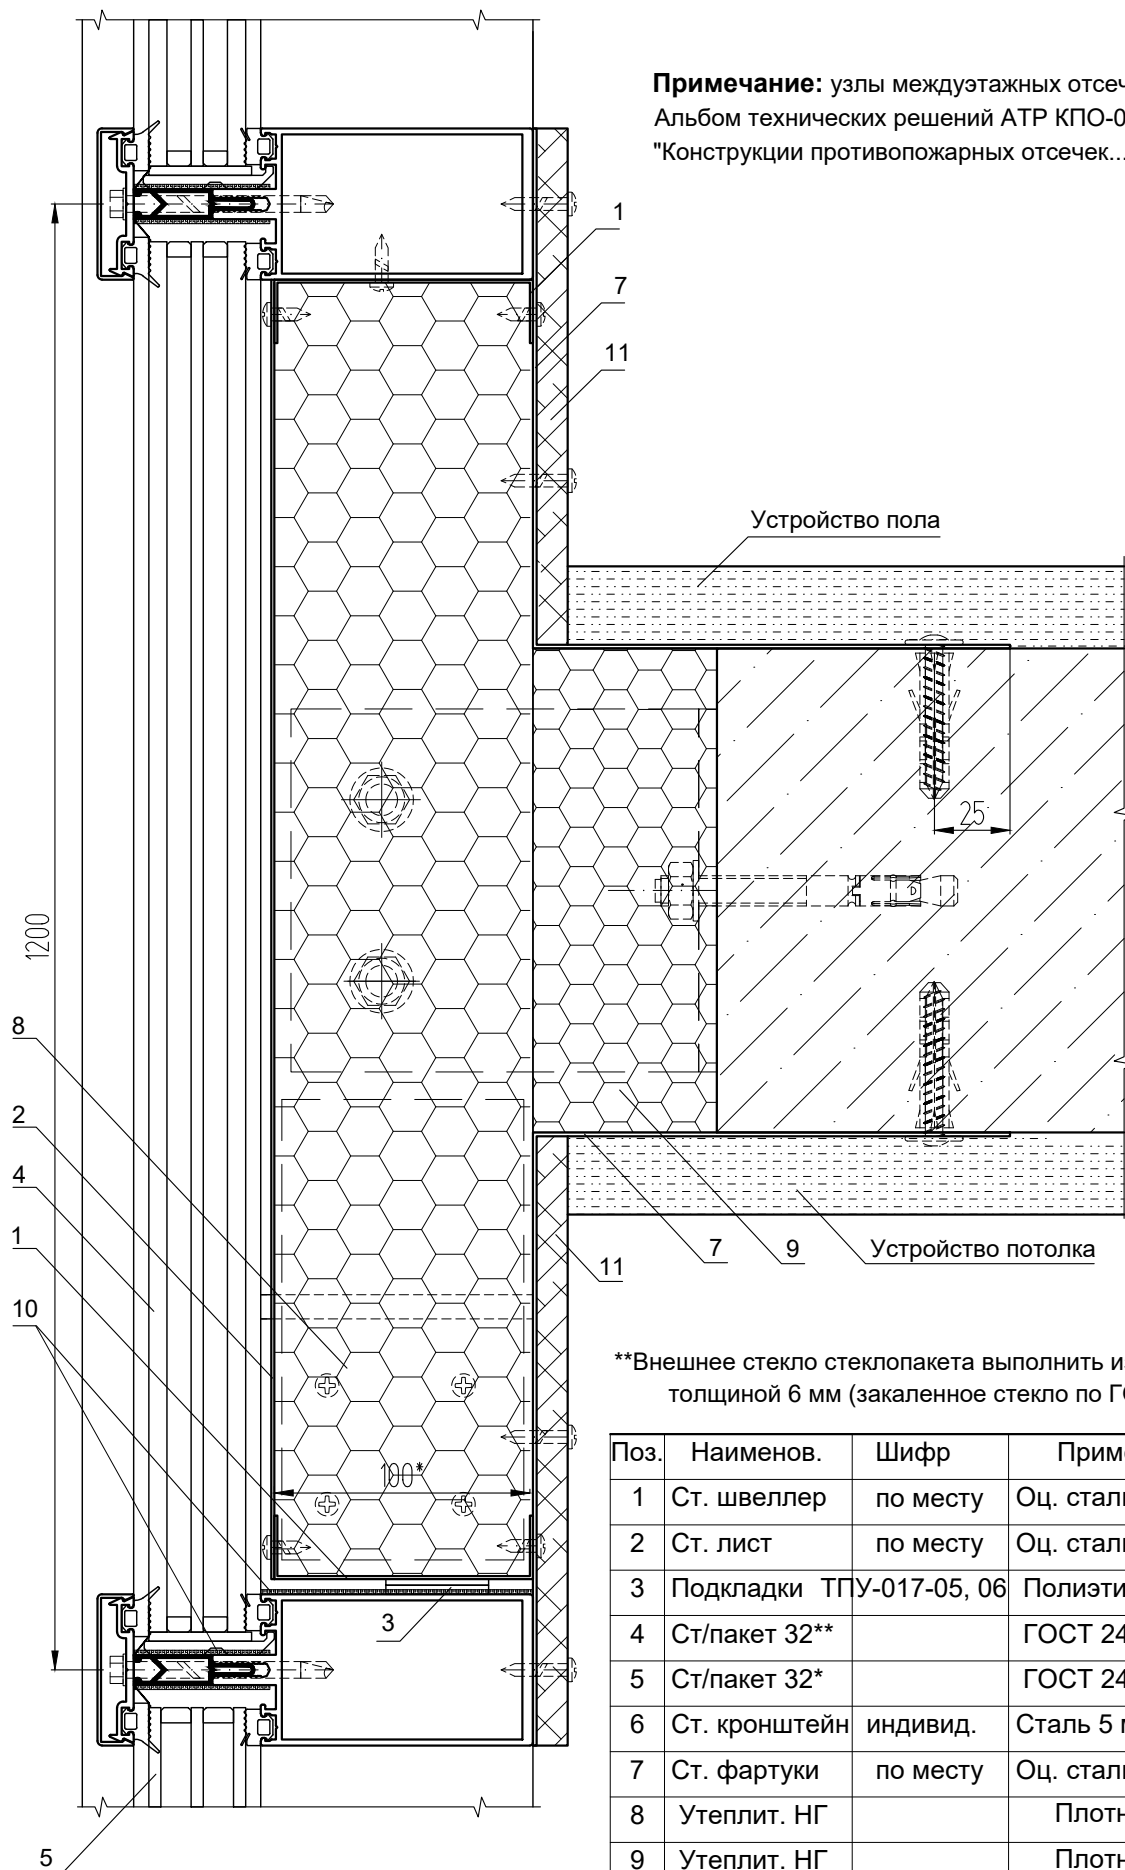 Примечание: узлы междуэтажных отсеч
Альбом технических решений АТР КПО-0
"Конструкции противопожарных отсечек...
1
7
11
Устройство пола
25
1200
8
2
4
1
10
7
9
Устройство потолка
11
**Внешнее стекло стеклопакета выполнить из
толщиной 6 мм (закаленное стекло по ГО
100*
3
5
Поз. Наименов. Шифр Приме
1 Ст. швеллер по месту Оц. сталь
2 Ст. лист по месту Оц. сталь
3 Подкладки ТПУ-017-05, 06 Полиэти
4 Ст/пакет 32** ГОСТ 24
5 Ст/пакет 32* ГОСТ 24
6 Ст. кронштейн индивид. Сталь 5 м
7 Ст. фартуки по месту Оц. сталь
8 Утеплит. НГ Плотн
9 Утеплит. НГ Плотн